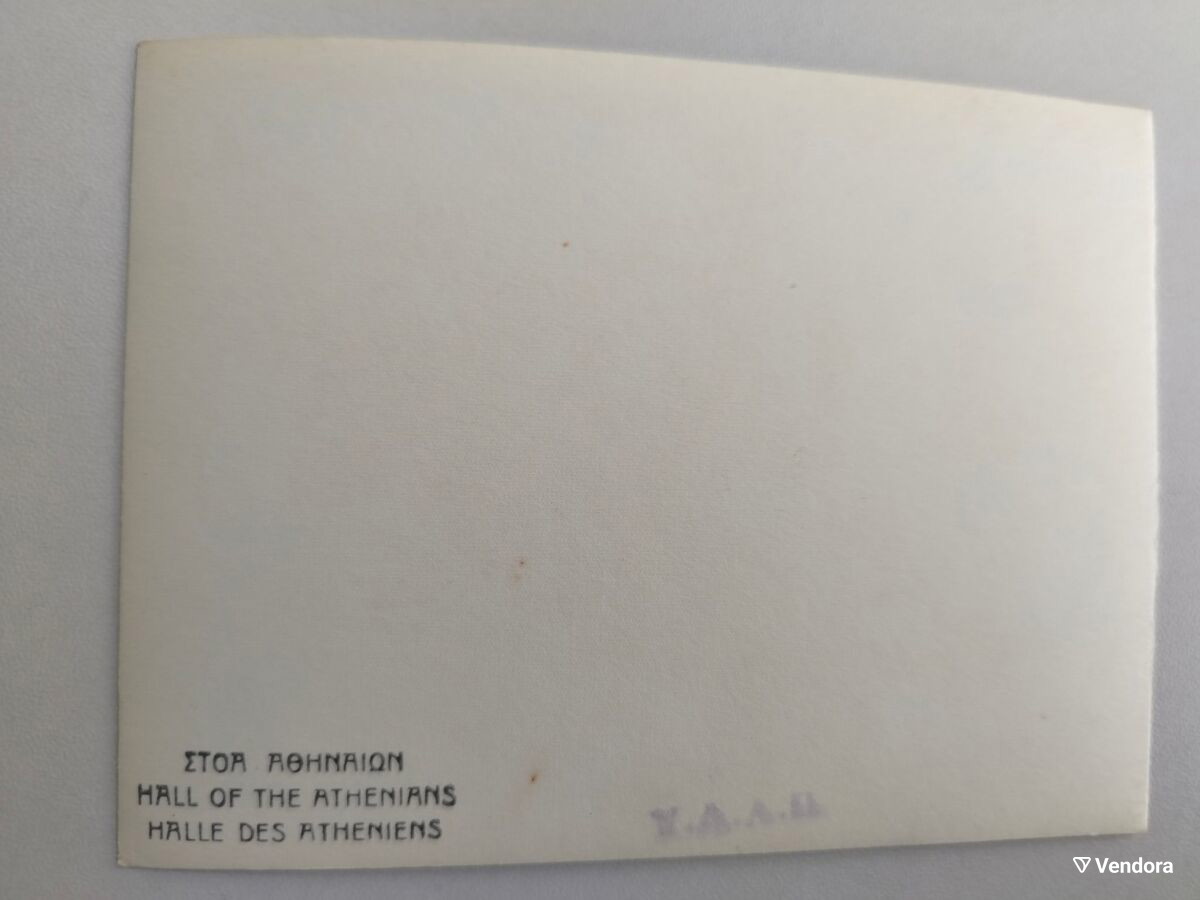 ΣΤΟΑ ΑΘΗΝΑΙΩΝ
HALL OF THE ATHENIANS
HALLE DES ATHENIENS
Vendora